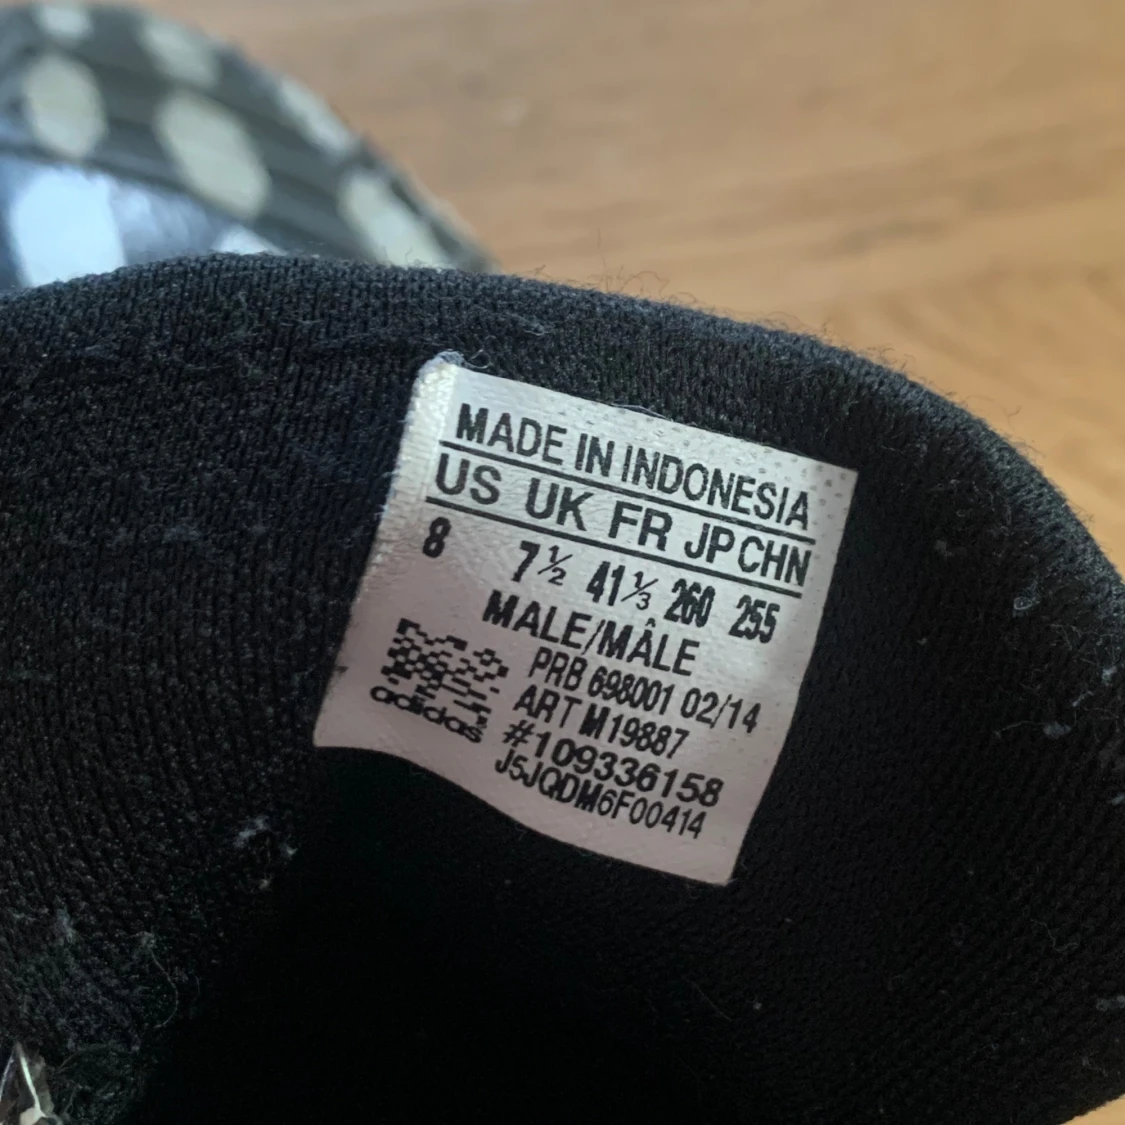 MADE IN INDONESIA
US UK FR JP CHN
8 7½ 41⅓ 260 255
MALE/MÂLE
PRB 698001 02/14
ART M19887
#109336158
J5JQDM6F00414
adidas